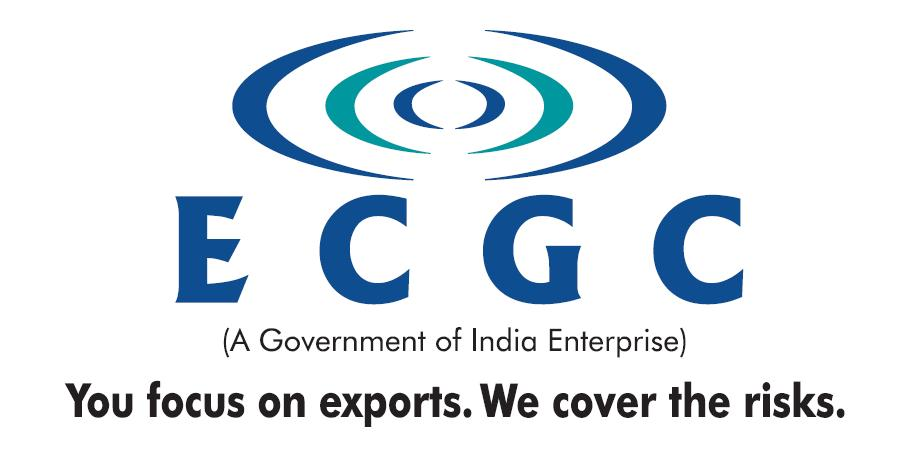 ECGC
(A Government of India Enterprise)
You focus on exports. We cover the risks.